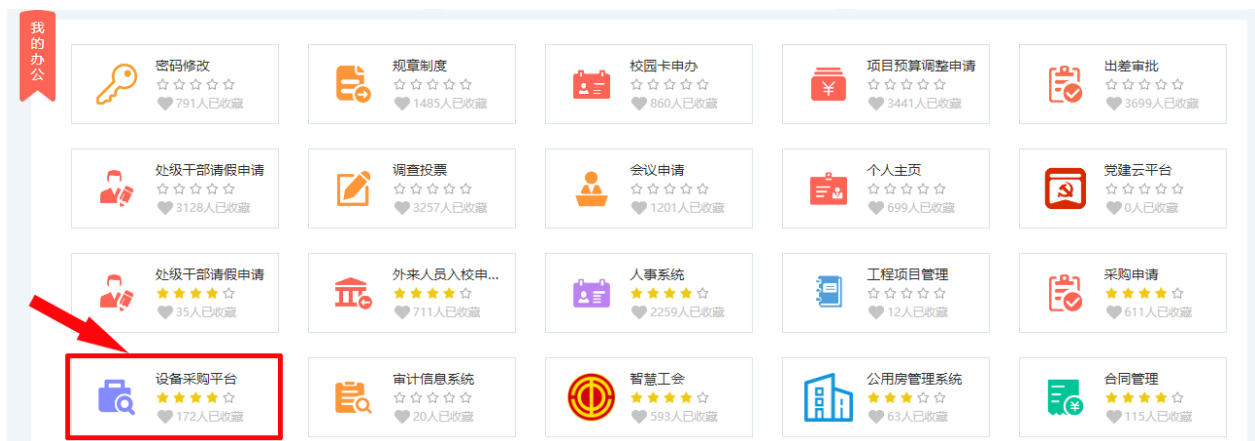 我的办公
密码修改
791人已收藏
规章制度
1485人已收藏
校园卡申办
860人已收藏
项目预算调整申请
3441人已收藏
出差审批
3699人已收藏
处级干部请假申请
3128人已收藏
调查投票
3257人已收藏
会议申请
1201人已收藏
个人主页
699人已收藏
党建云平台
0人已收藏
处级干部请假申请
35人已收藏
外来人员入校申...
711人已收藏
人事系统
2259人已收藏
工程项目管理
12人已收藏
采购申请
611人已收藏
设备采购平台
172人已收藏
审计信息系统
20人已收藏
智慧工会
593人已收藏
公用房管理系统
63人已收藏
合同管理
115人已收藏